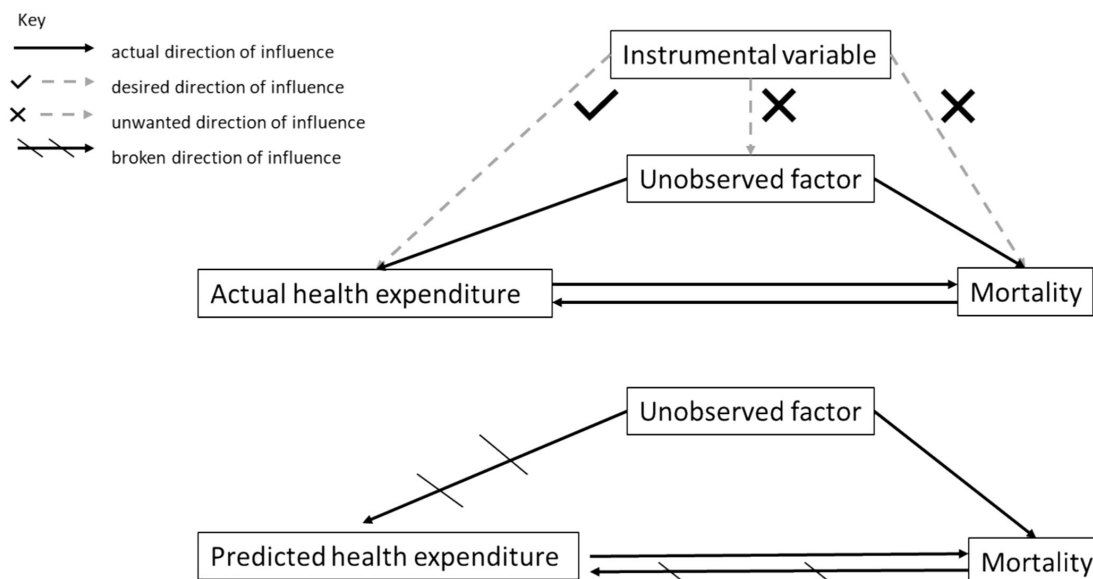 Key
actual direction of influence
desired direction of influence
unwanted direction of influence
broken direction of influence
Instrumental variable
Unobserved factor
Actual health expenditure
Mortality
Unobserved factor
Predicted health expenditure
Mortality